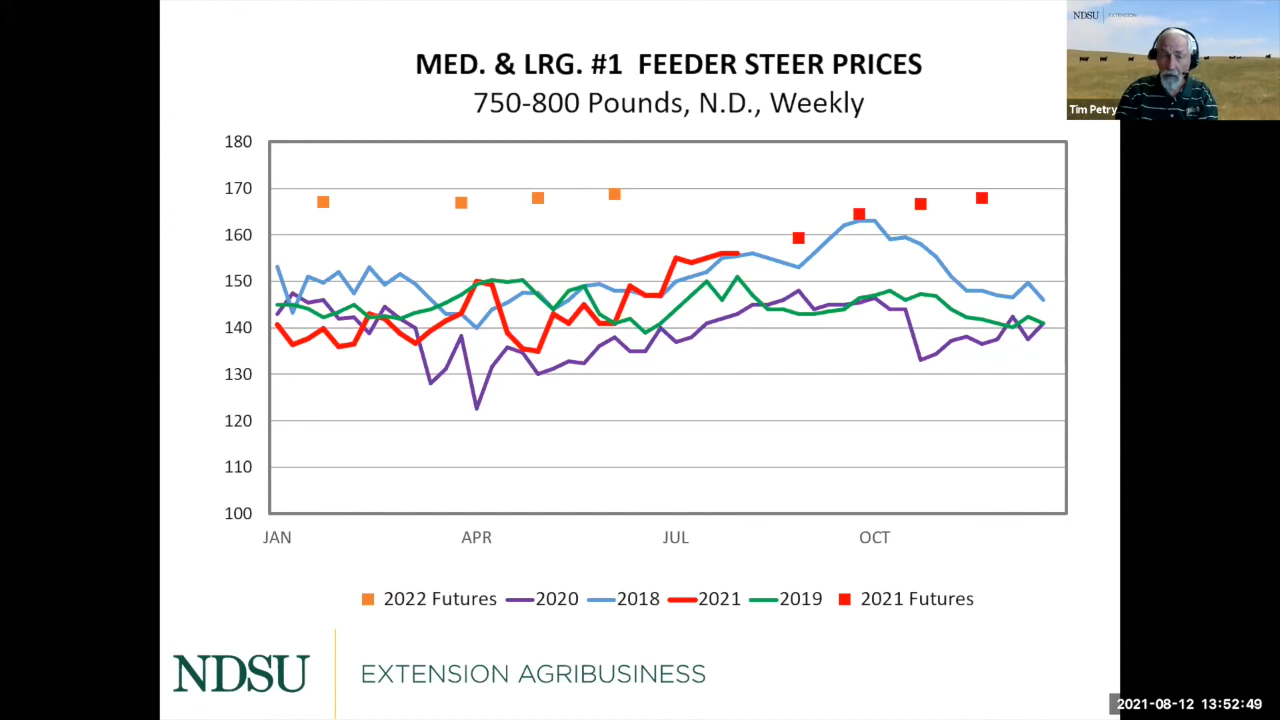 NDSU EXTENSION
Tim Petry
MED. & LRG. #1 FEEDER STEER PRICES
750-800 Pounds, N.D., Weekly
180
170
160
150
140
130
120
110
100
JAN APR JUL OCT
2022 Futures 2020 2018 2021 2019 2021 Futures
NDSU EXTENSION AGRIBUSINESS
2021-08-12 13:52:49